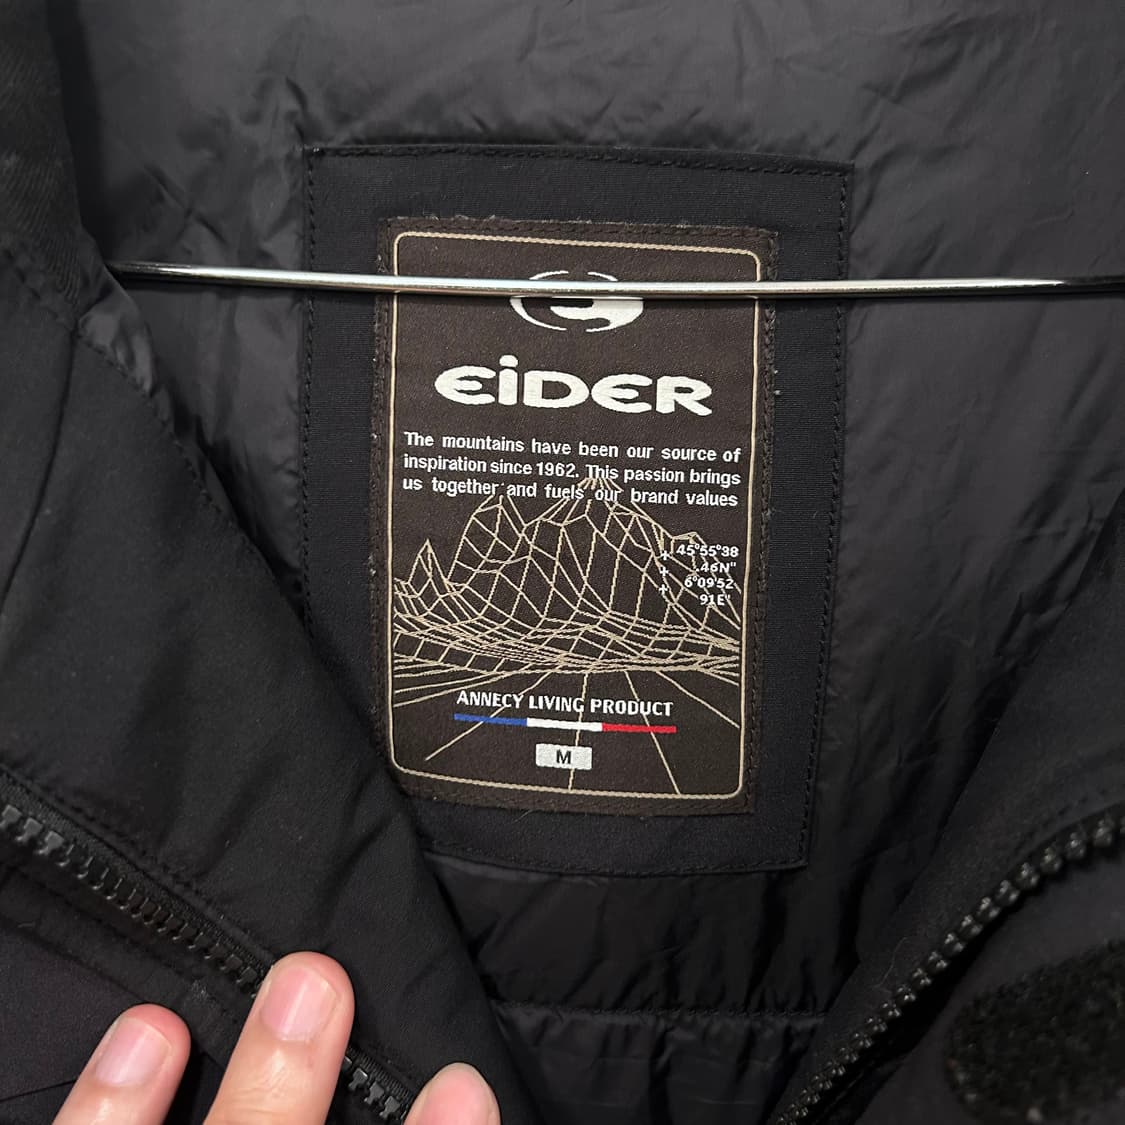 EiDER
The mountains have been our source of
inspiration since 1962. This passion brings
us together and fuels our brand values
45°55'38
.46N"
6°09'52
91E"
ANNECY LIVING PRODUCT
M